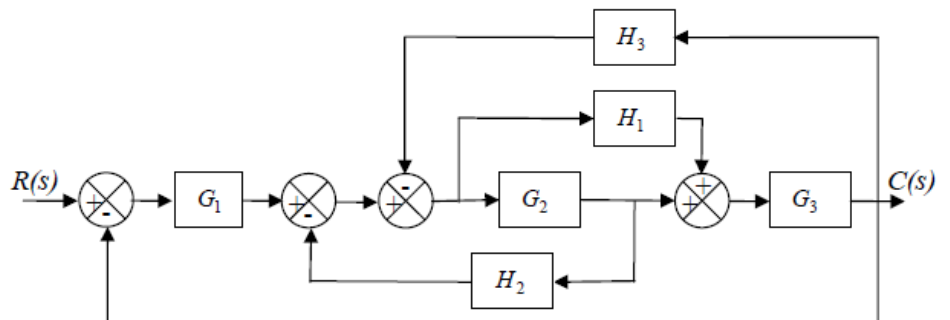 H₃
H₁
R(s)
+
-
G₁
+
-
-
+
G₂
+
+
G₃
C(s)
H₂